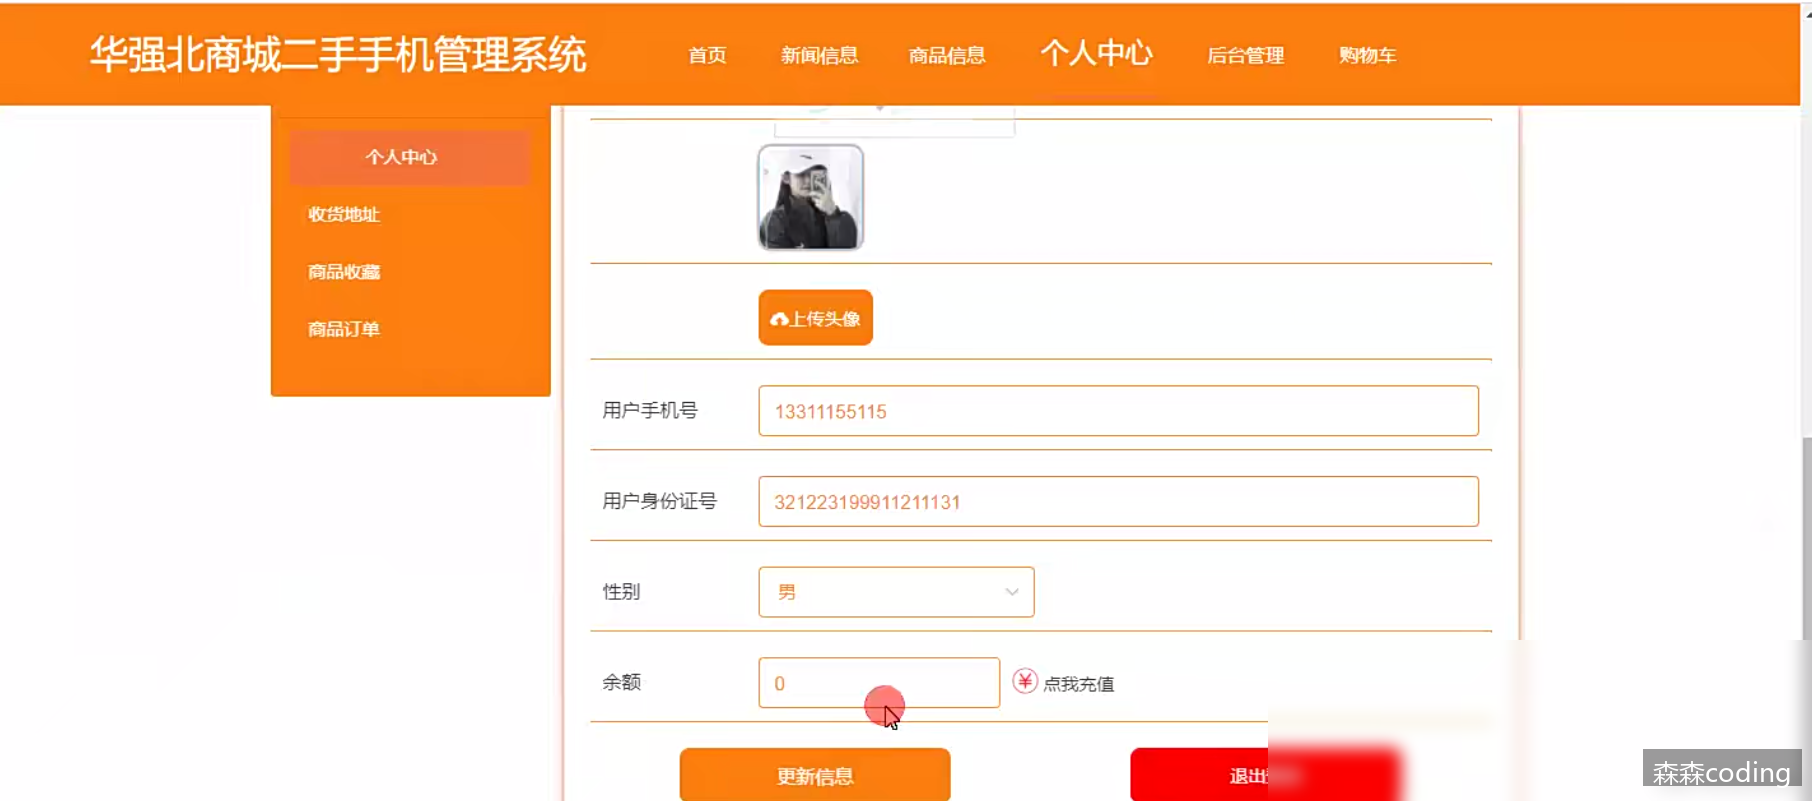 华强北商城二手手机管理系统
首页 新闻信息 商品信息 个人中心 后台管理 购物车
个人中心
收货地址
商品收藏
商品订单
上传头像
用户手机号 13311155115
用户身份证号 321223199911211131
性别 男
余额 0 ¥ 点我充值
更新信息 退出
森森coding